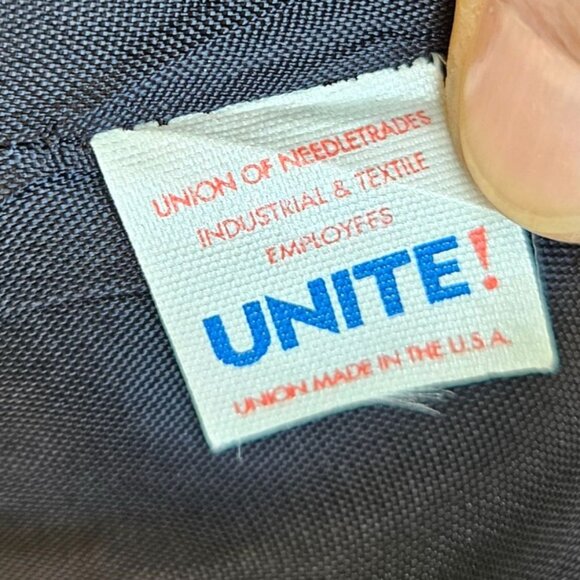 UNION OF NEEDLETRADES
INDUSTRIAL & TEXTILE
EMPLOYEES
UNITE!
UNION MADE IN THE U.S.A.